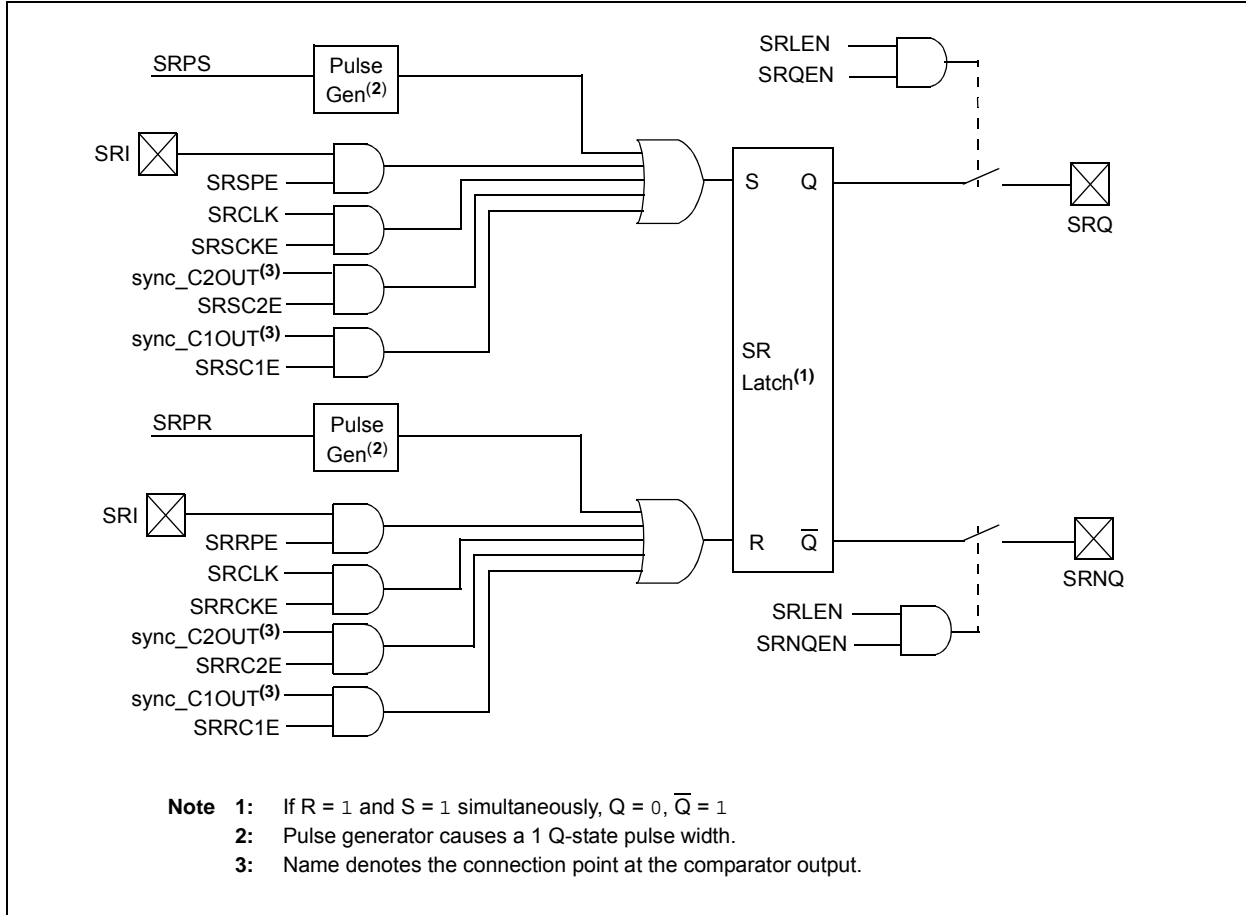 SRPS
Pulse
Gen(2)
SRI
SRSPE
SRCLK
SRSCKE
sync_C2OUT(3)
SRSC2E
sync_C1OUT(3)
SRSC1E
SRLEN
SRQEN
S Q
SRQ
SR
Latch(1)
SRPR
Pulse
Gen(2)
SRI
SRRPE
SRCLK
SRRCKE
sync_C2OUT(3)
SRRC2E
sync_C1OUT(3)
SRRC1E
R Q̅
SRNQ
SRLEN
SRNQEN
Note 1: If R = 1 and S = 1 simultaneously, Q = 0, Q̅ = 1
2: Pulse generator causes a 1 Q-state pulse width.
3: Name denotes the connection point at the comparator output.